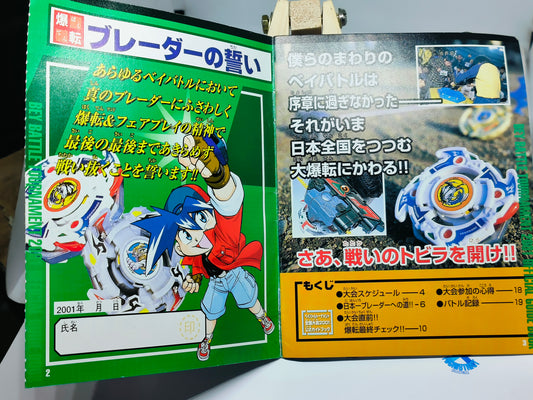 爆転
ブレーダーの誓い
あらゆるベイバトルにおいて
真のブレーダーにふさわしく
爆転&フェアプレイの精神で
最後の最後まであきらめず
戦い抜くことを誓います!!
2001年 月 日
氏名
印
2
僕らのまわりの
ベイバトルは
序章に過ぎなかった
それがいま
日本全国をつつむ
大爆転にかわる!!
さあ、戦いのトビラを開け!!
もくじ
●大会スケジュール──4
●日本一ブレーダーへの道!!─6
●大会直前!!
爆転最終チェック!!──10
●大会参加の心得──18
●バトル記録──19
3